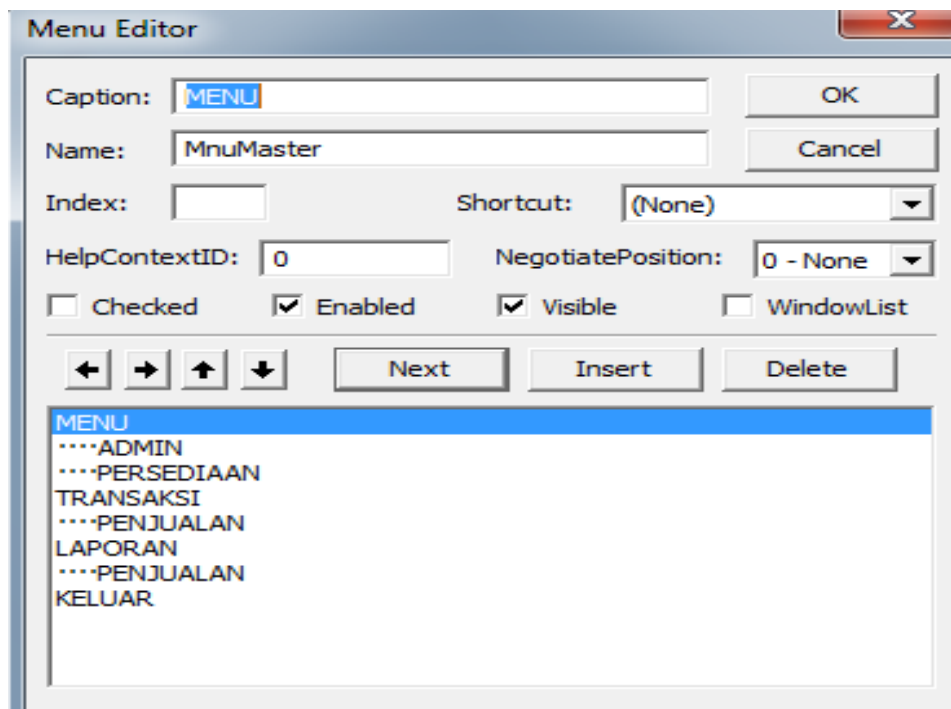 Menu Editor
Caption: MENU OK
Name: MnuMaster Cancel
Index: Shortcut: (None)
HelpContextID: 0 NegotiatePosition: 0 - None
Checked Enabled Visible WindowList
Next Insert Delete
MENU
····ADMIN
····PERSEDIAAN
TRANSAKSI
····PENJUALAN
LAPORAN
····PENJUALAN
KELUAR